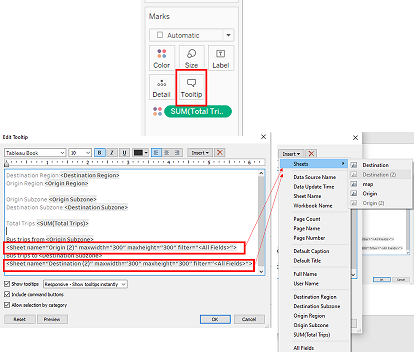 Marks
Automatic
Color
Size
Label
Detail
Tooltip
SUM(Total Tri..
Edit Tooltip
Tableau Book
10
B
I
U
Insert
Destination Region:<Destination Region>
Origin Region:<Origin Region>
Origin Subzone:<Origin Subzone>
Destination Subzone:<Destination Subzone>
Total Trips:<SUM(Total Trips)>
Bus trips from <Origin Subzone>
<Sheet name="Origin (2)" maxwidth="300" maxheight="300" filter="<All Fields>">
Bus trips to <Destination Subzone>
<Sheet name="Destination (2)" maxwidth="300" maxheight="300" filter="<All Fields>">
Show tooltips
Responsive - Show tooltips instantly
Include command buttons
Allow selection by category
Reset
Preview
OK
Cancel
Insert
Sheets
Data Source Name
Data Update Time
Sheet Name
Workbook Name
Page Count
Page Name
Page Number
Default Caption
Default Title
Full Name
User Name
Destination Region
Destination Subzone
Origin Region
Origin Subzone
SUM(Total Trips)
All Fields
Destination
Destination (2)
map
Origin
Origin (2)